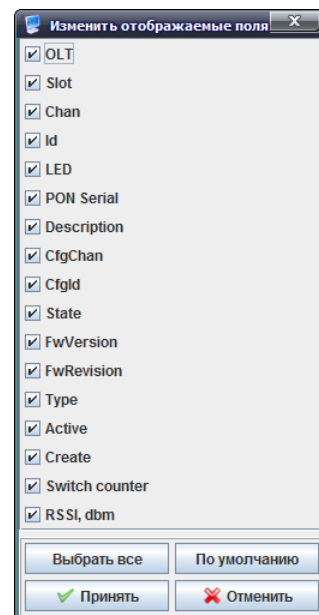 Изменить отображаемые поля
OLT
Slot
Chan
Id
LED
PON Serial
Description
CfgChan
CfgId
State
FwVersion
FwRevision
Type
Active
Create
Switch counter
RSSI, dbm
Выбрать все По умолчанию
Принять Отменить